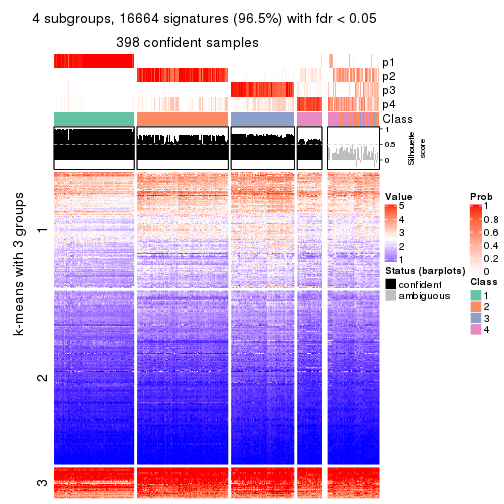 4 subgroups, 16664 signatures (96.5%) with fdr < 0.05
398 confident samples
p1
p2
p3
p4
Class
1
0.5
0
Silhouette
score
k-means with 3 groups
1
2
3
Value
5
4
3
2
1
Status (barplots)
confident
ambiguous
Prob
1
0.8
0.6
0.4
0.2
0
Class
1
2
3
4